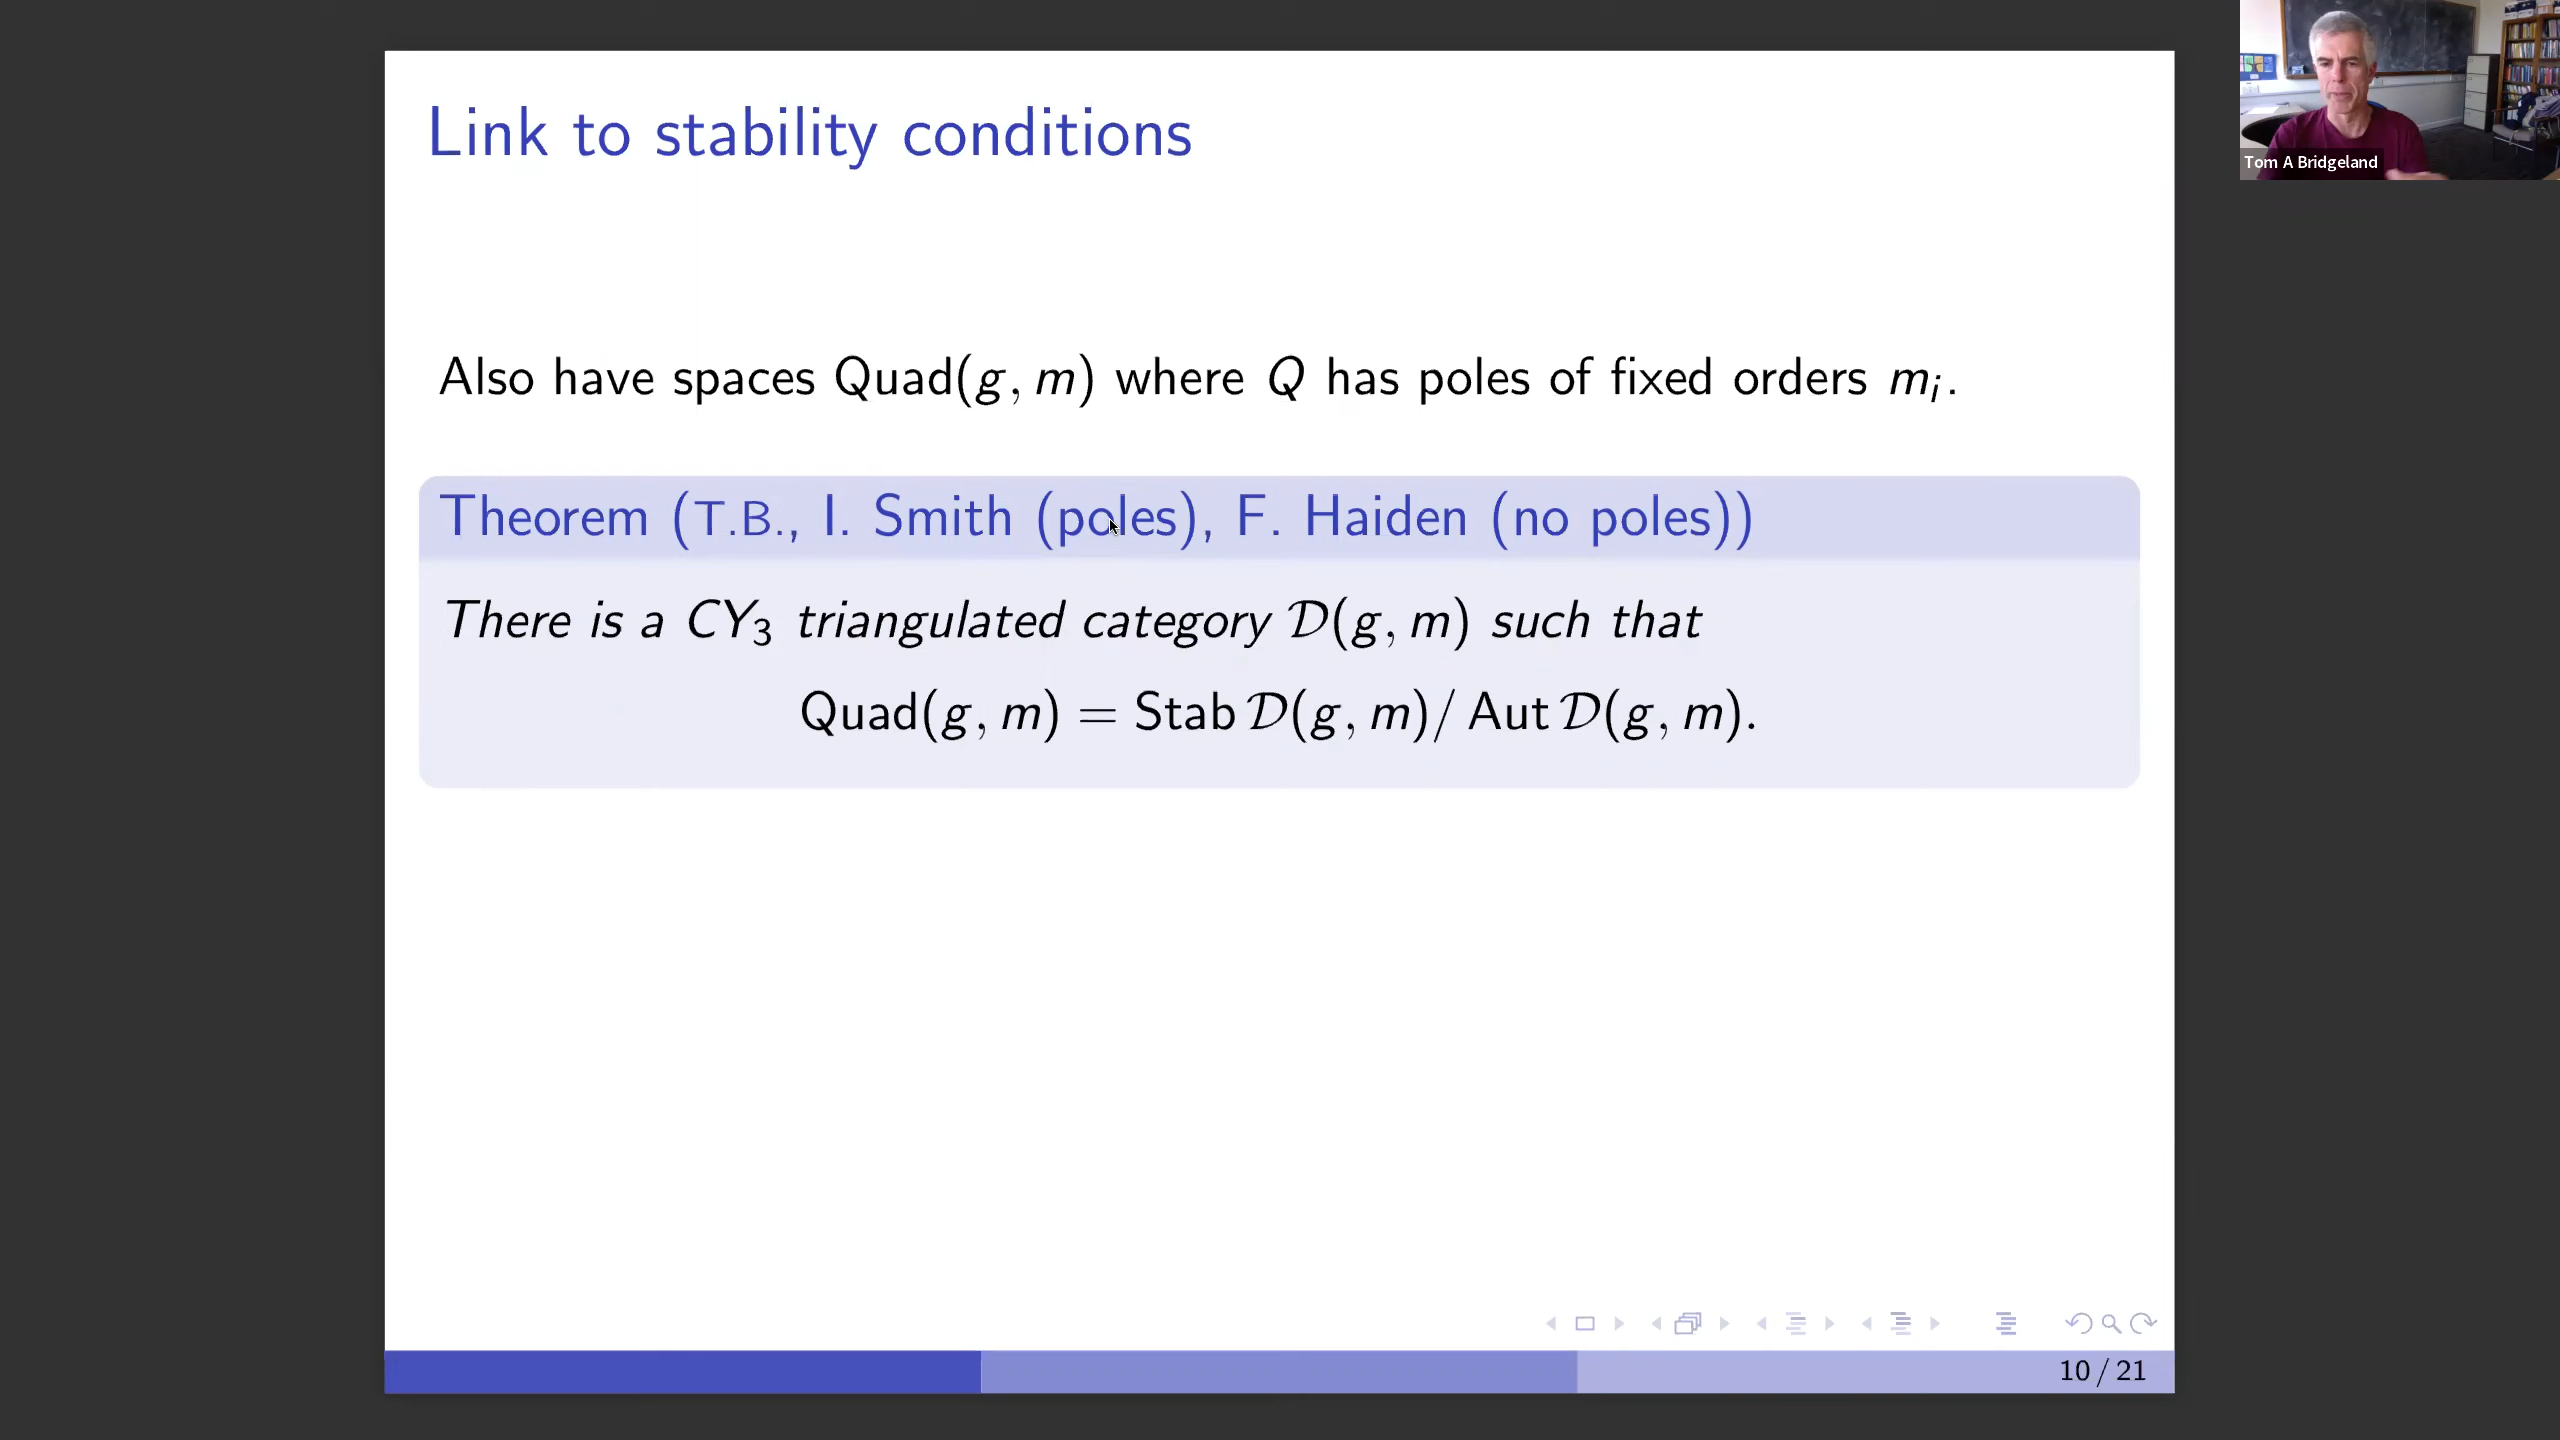 Link to stability conditions
Tom A Bridgeland
Also have spaces Quad(g, m) where Q has poles of fixed orders mᵢ.
Theorem (T.B., I. Smith (poles), F. Haiden (no poles))
There is a CY₃ triangulated category 𝒟(g, m) such that
Quad(g, m) = Stab 𝒟(g, m)/ Aut 𝒟(g, m).
10 / 21